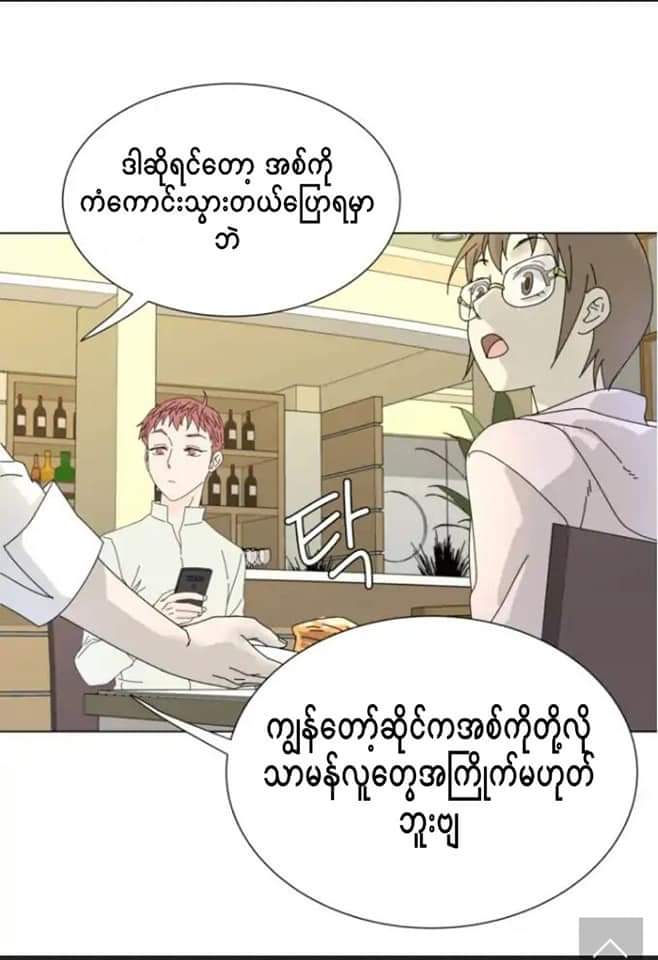 ဒါဆိုရင်တော့ အစ်ကို
ကံကောင်းသွားတယ်ပြောရမှာ
ဘဲ
탁
ကျွန်တော့်ဆိုင်ကအစ်ကိုတို့လို
သာမန်လူတွေအကြိုက်မဟုတ်
ဘူးဗျ